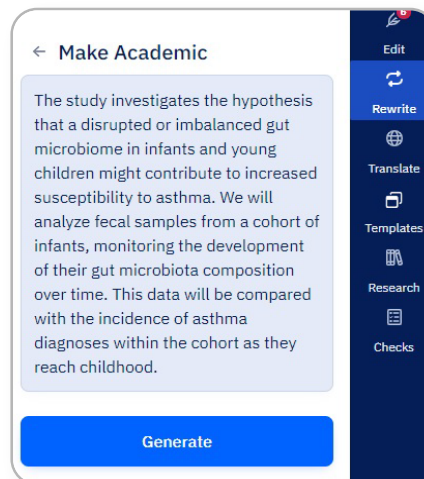 ← Make Academic
The study investigates the hypothesis
that a disrupted or imbalanced gut
microbiome in infants and young
children might contribute to increased
susceptibility to asthma. We will
analyze fecal samples from a cohort of
infants, monitoring the development
of their gut microbiota composition
over time. This data will be compared
with the incidence of asthma
diagnoses within the cohort as they
reach childhood.
Generate
6
Edit
Rewrite
Translate
Templates
Research
Checks